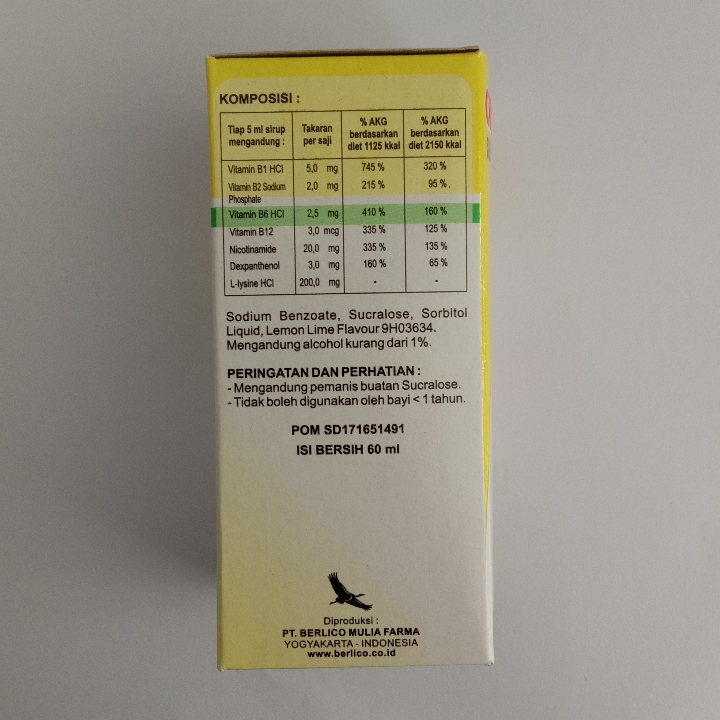 KOMPOSISI :
Tiap 5 ml sirup mengandung : Takaran per saji % AKG berdasarkan diet 1125 kkal % AKG berdasarkan diet 2150 kkal
Vitamin B1 HCl 5,0 mg 745 % 320 %
Vitamin B2 Sodium Phosphate 2,0 mg 215 % 95 %
Vitamin B6 HCl 2,5 mg 410 % 160 %
Vitamin B12 3,0 mcg 335 % 125 %
Nicotinamide 20,0 mg 335 % 135 %
Dexpanthenol 3,0 mg 160 % 65 %
L-lysine HCl 200,0 mg - -
Sodium Benzoate, Sucralose, Sorbitol
Liquid, Lemon Lime Flavour 9H03634.
Mengandung alcohol kurang dari 1%.
PERINGATAN DAN PERHATIAN :
- Mengandung pemanis buatan Sucralose.
- Tidak boleh digunakan oleh bayi < 1 tahun.
POM SD171651491
ISI BERSIH 60 ml
Diproduksi :
PT. BERLICO MULIA FARMA
YOGYAKARTA - INDONESIA
www.berlico.co.id